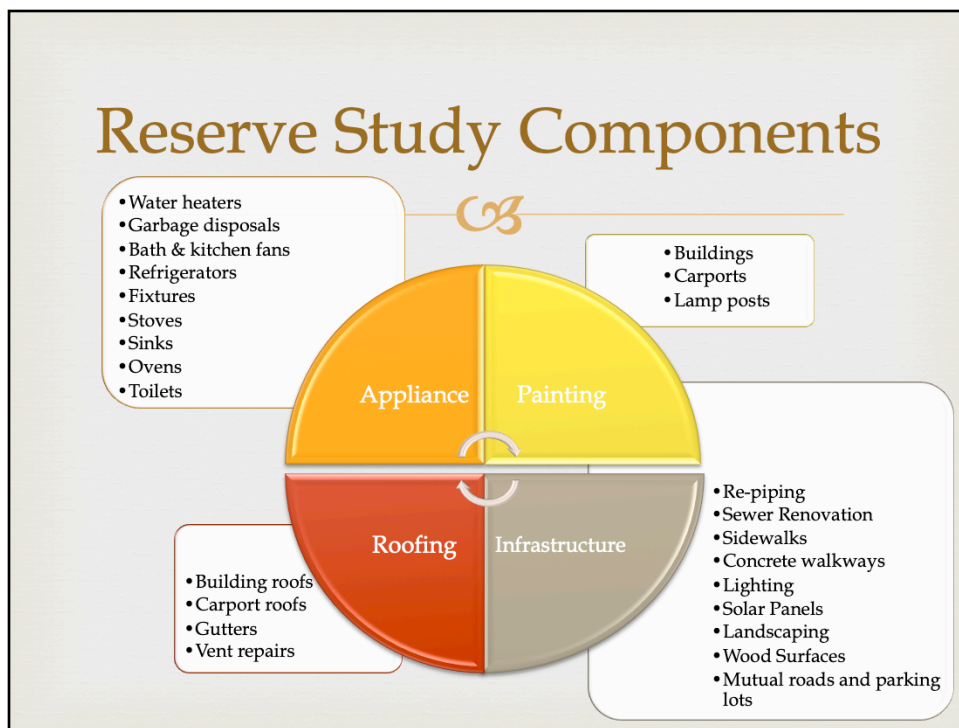 Reserve Study Components
•Water heaters
•Garbage disposals
•Bath & kitchen fans
•Refrigerators
•Fixtures
•Stoves
•Sinks
•Ovens
•Toilets
•Buildings
•Carports
•Lamp posts
Appliance
Painting
Roofing
Infrastructure
•Building roofs
•Carport roofs
•Gutters
•Vent repairs
•Re-piping
•Sewer Renovation
•Sidewalks
•Concrete walkways
•Lighting
•Solar Panels
•Landscaping
•Wood Surfaces
•Mutual roads and parking
lots